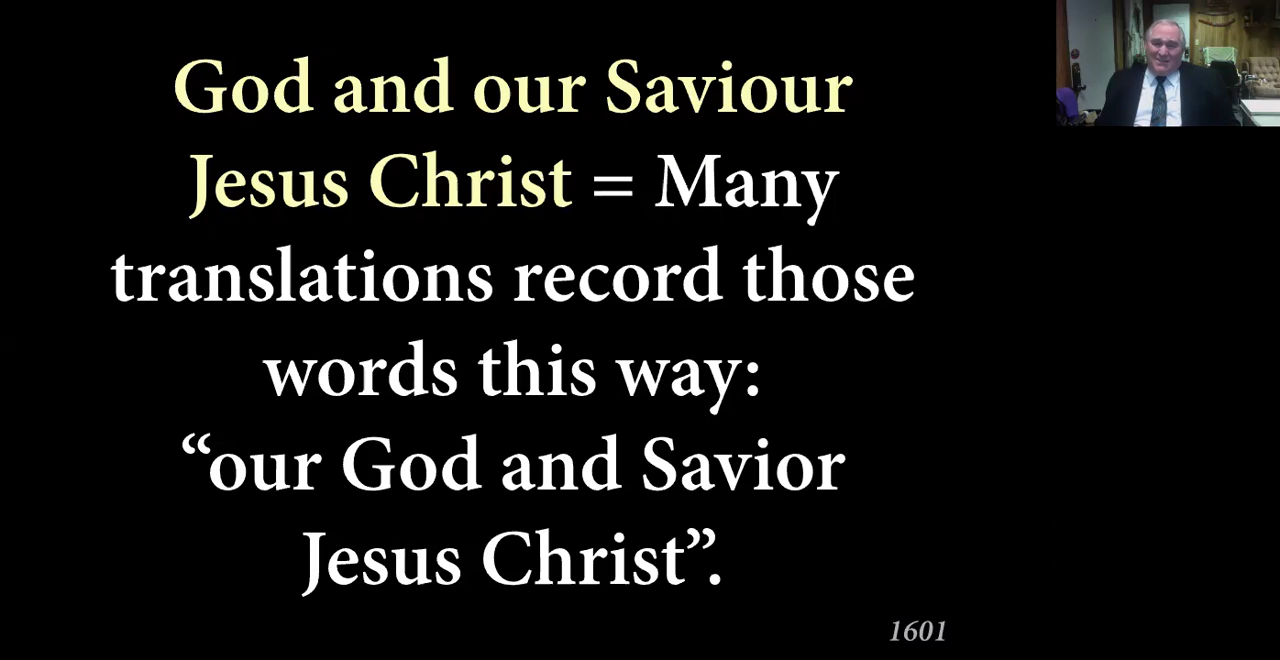 God and our Saviour
Jesus Christ = Many
translations record those
words this way:
“our God and Savior
Jesus Christ”.
1601